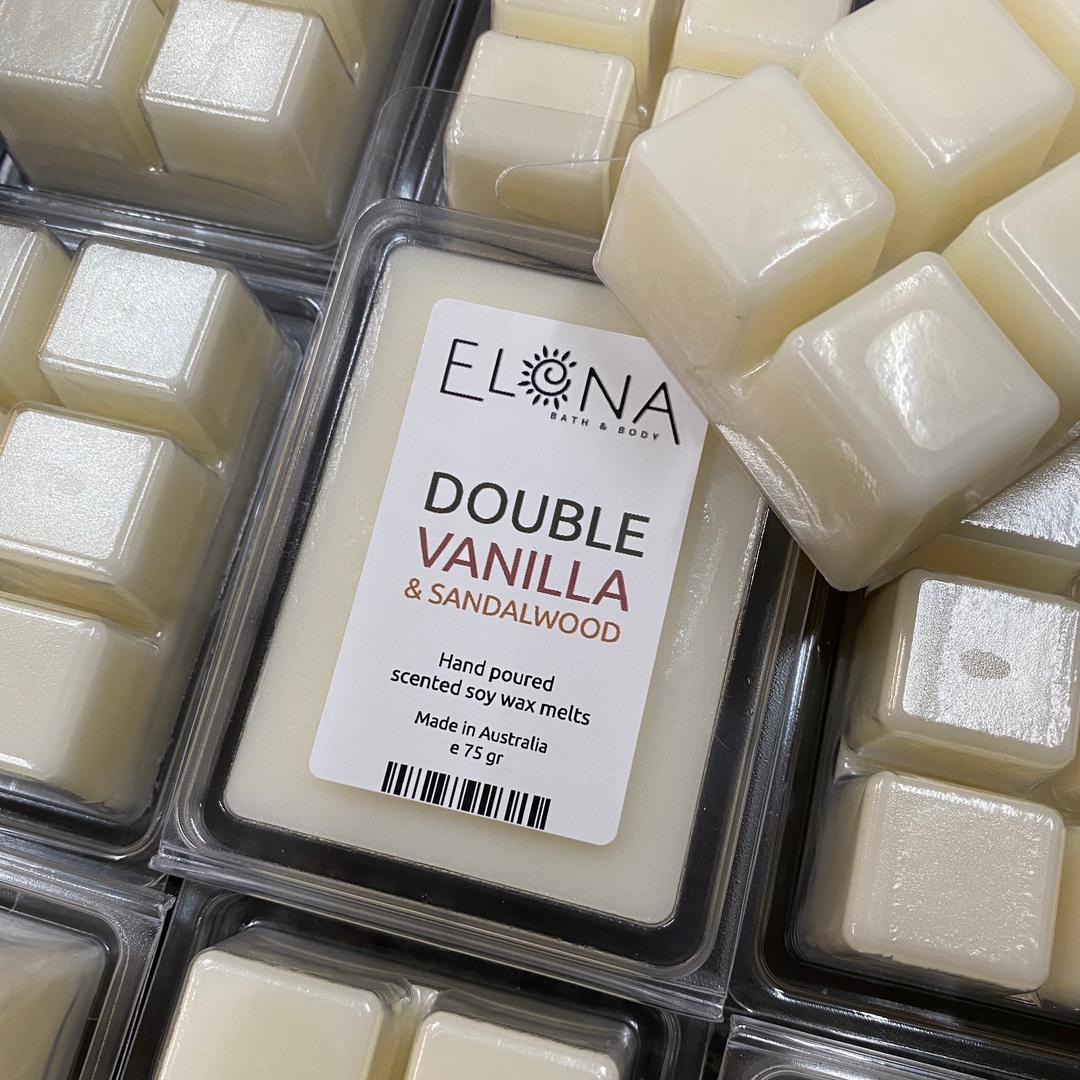 ELONA
BATH & BODY
DOUBLE
VANILLA
& SANDALWOOD
Hand poured
scented soy wax melts
Made in Australia
e 75 gr